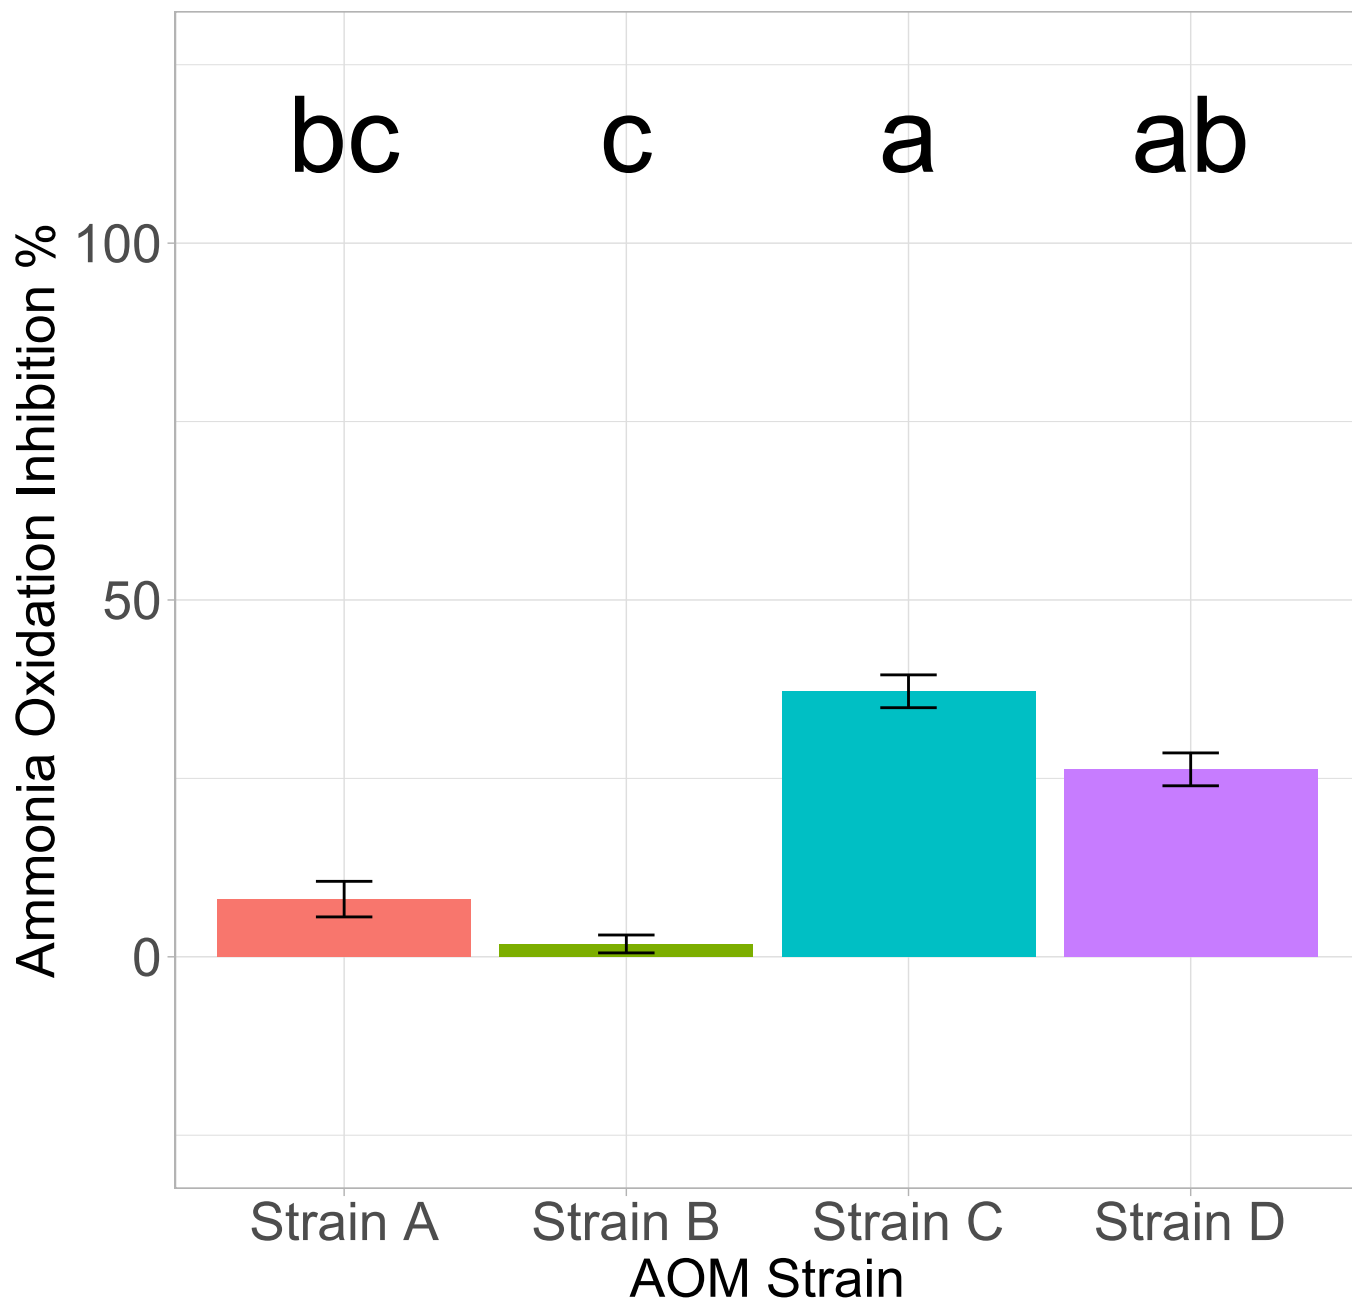 bc c a ab
Ammonia Oxidation Inhibition %
100
50
0
Strain A Strain B Strain C Strain D
AOM Strain